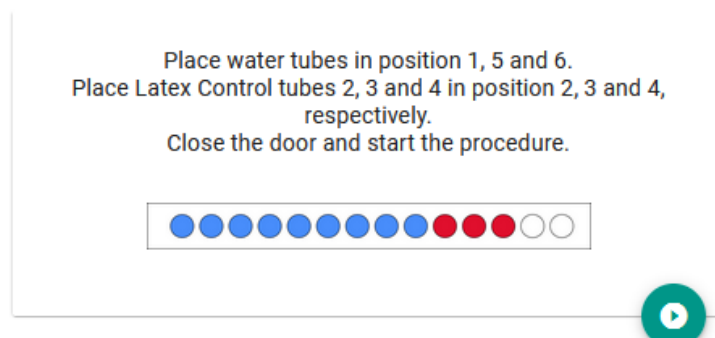 Place water tubes in position 1, 5 and 6.
Place Latex Control tubes 2, 3 and 4 in position 2, 3 and 4,
respectively.
Close the door and start the procedure.